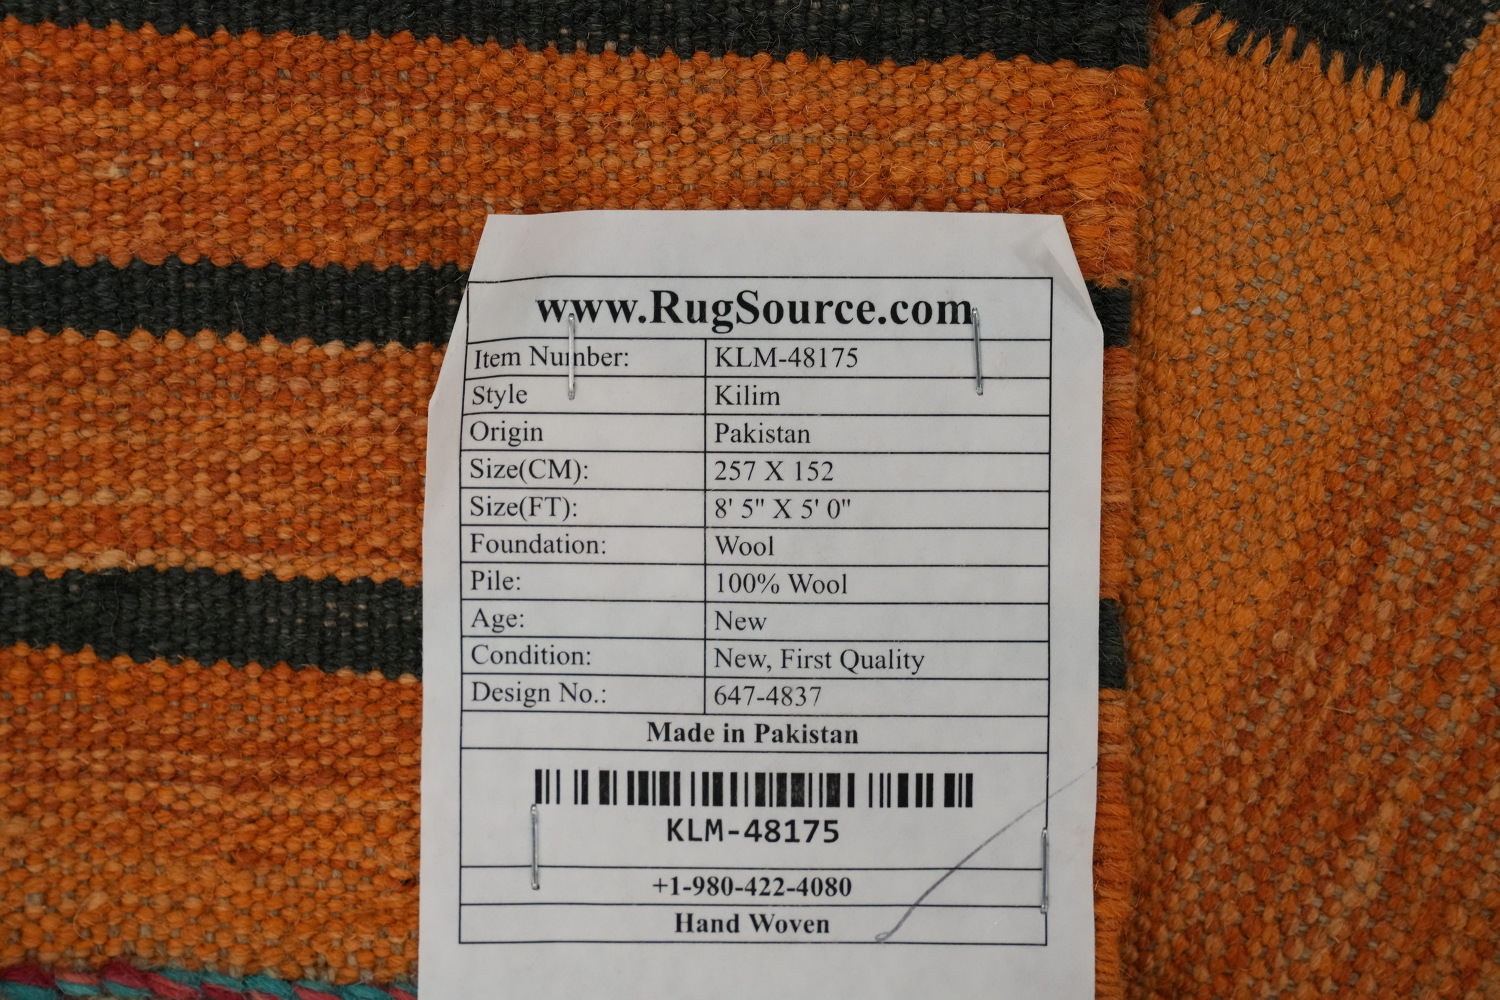 www.RugSource.com
Item Number: KLM-48175
Style Kilim
Origin Pakistan
Size(CM): 257 X 152
Size(FT): 8' 5" X 5' 0"
Foundation: Wool
Pile: 100% Wool
Age: New
Condition: New, First Quality
Design No.: 647-4837
Made in Pakistan
KLM-48175
+1-980-422-4080
Hand Woven